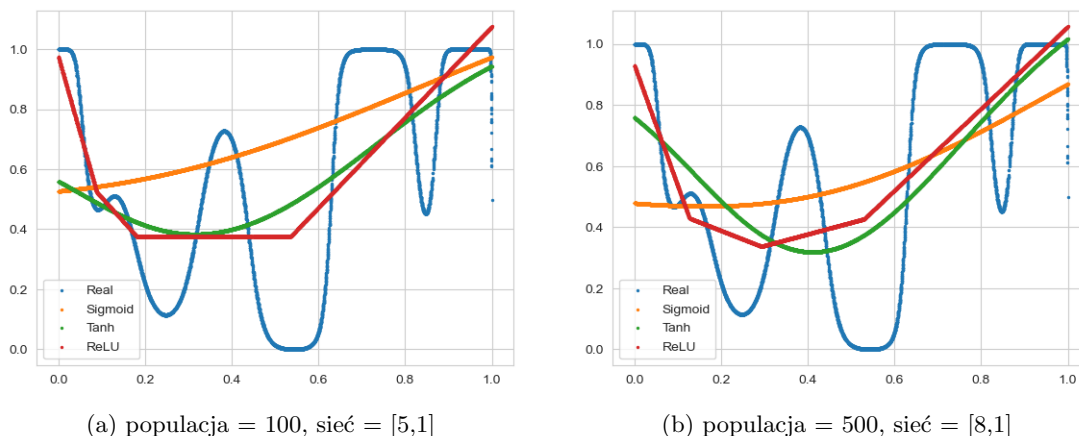 1.0
0.8
0.6
0.4
0.2
0.0
Real
Sigmoid
Tanh
ReLU
0.0 0.2 0.4 0.6 0.8 1.0
(a) populacja = 100, sieć = [5,1]
1.0
0.8
0.6
0.4
0.2
0.0
Real
Sigmoid
Tanh
ReLU
0.0 0.2 0.4 0.6 0.8 1.0
(b) populacja = 500, sieć = [8,1]